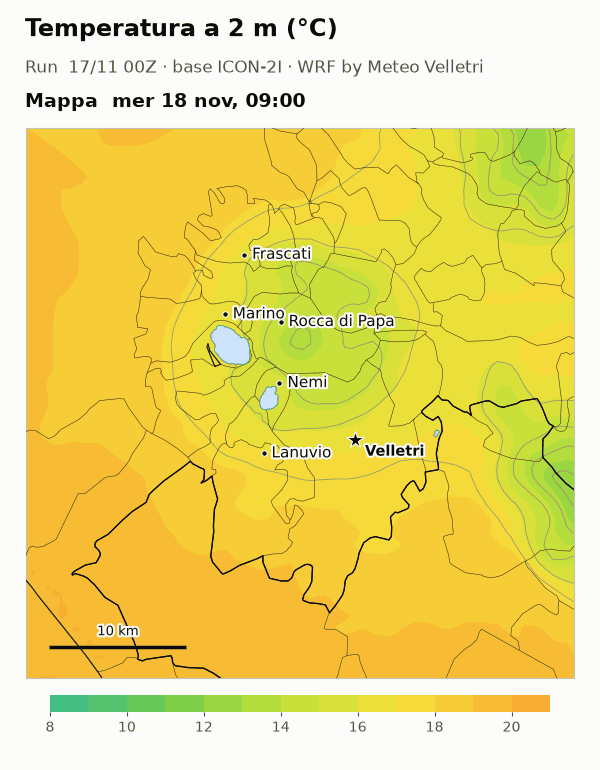 Temperatura a 2 m (°C)
Run  17/11 00Z · base ICON-2I · WRF by Meteo Velletri
Mappa  mer 18 nov, 09:00
Frascati
Marino
Rocca di Papa
Nemi
Velletri
Lanuvio
10 km
8 10 12 14 16 18 20